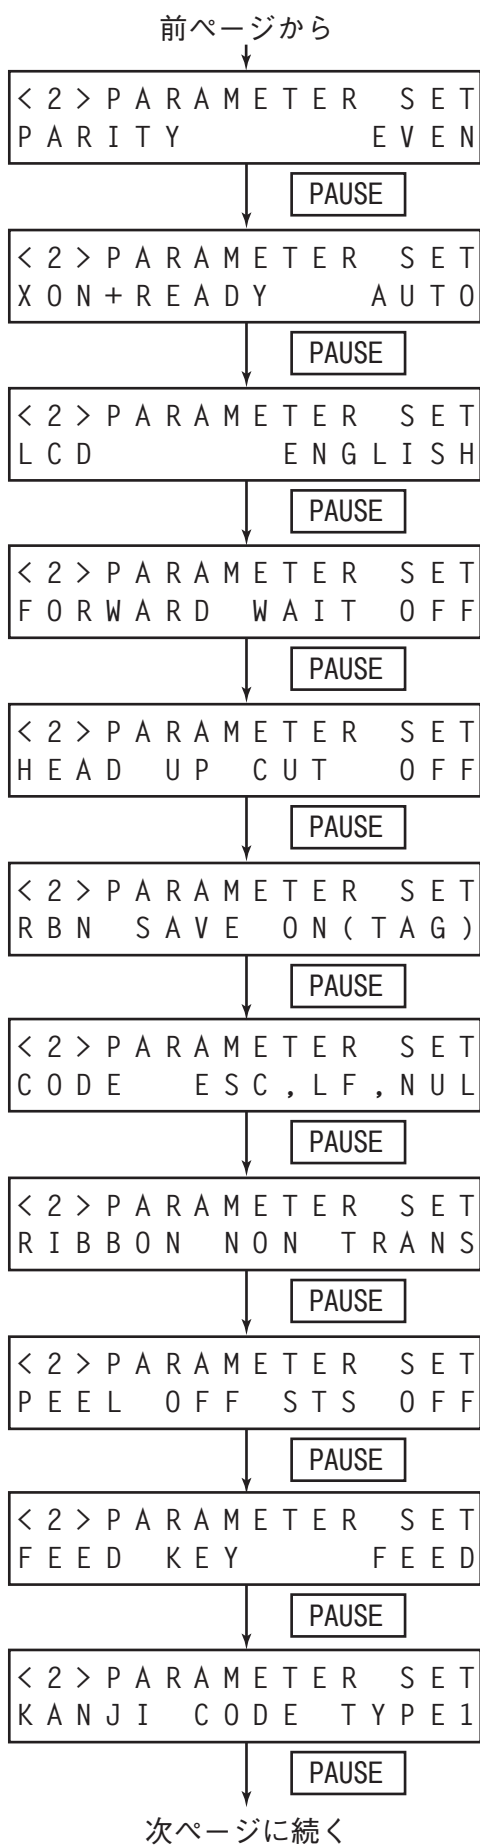 前ページから
<2>PARAMETER SET
PARITY EVEN
PAUSE
<2>PARAMETER SET
XON+READY AUTO
PAUSE
<2>PARAMETER SET
LCD ENGLISH
PAUSE
<2>PARAMETER SET
FORWARD WAIT OFF
PAUSE
<2>PARAMETER SET
HEAD UP CUT OFF
PAUSE
<2>PARAMETER SET
RBN SAVE ON(TAG)
PAUSE
<2>PARAMETER SET
CODE ESC,LF,NUL
PAUSE
<2>PARAMETER SET
RIBBON NON TRANS
PAUSE
<2>PARAMETER SET
PEEL OFF STS OFF
PAUSE
<2>PARAMETER SET
FEED KEY FEED
PAUSE
<2>PARAMETER SET
KANJI CODE TYPE1
PAUSE
次ページに続く